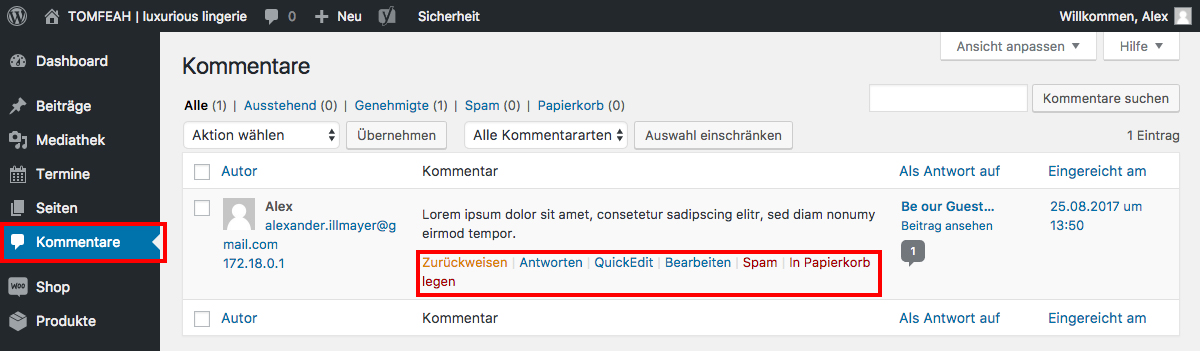 TOMFEAH | luxurious lingerie 0 Neu Sicherheit Willkommen, Alex
Ansicht anpassen Hilfe
Dashboard
Beiträge
Mediathek
Termine
Seiten
Kommentare
WOO Shop
Produkte
Kommentare
Alle (1) | Ausstehend (0) | Genehmigte (1) | Spam (0) | Papierkorb (0)
Kommentare suchen
Aktion wählen Übernehmen Alle Kommentararten Auswahl einschränken 1 Eintrag
Autor Kommentar Als Antwort auf Eingereicht am
Alex
alexander.illmayer@g
mail.com
172.18.0.1
Lorem ipsum dolor sit amet, consetetur sadipscing elitr, sed diam nonumy
eirmod tempor.
Zurückweisen | Antworten | QuickEdit | Bearbeiten | Spam | In Papierkorb
legen
Be our Guest...
Beitrag ansehen
1
25.08.2017 um
13:50
Autor Kommentar Als Antwort auf Eingereicht am